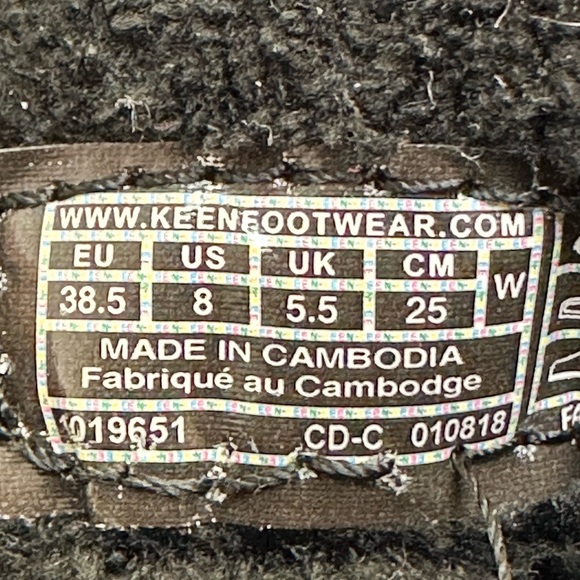 WWW.KEENFOOTWEAR.COM
EU US UK CM W
38.5 8 5.5 25
MADE IN CAMBODIA
Fabriqué au Cambodge
1019651 CD-C 010818